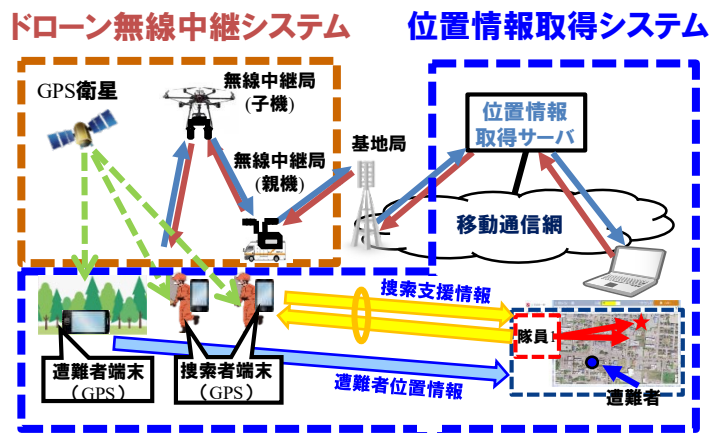 ドローン無線中継システム
位置情報取得システム
GPS衛星
無線中継局
(子機)
無線中継局
(親機)
基地局
位置情報
取得サーバ
移動通信網
捜索支援情報
隊員1
遭難者端末
(GPS)
捜索者端末
(GPS)
遭難者位置情報
遭難者